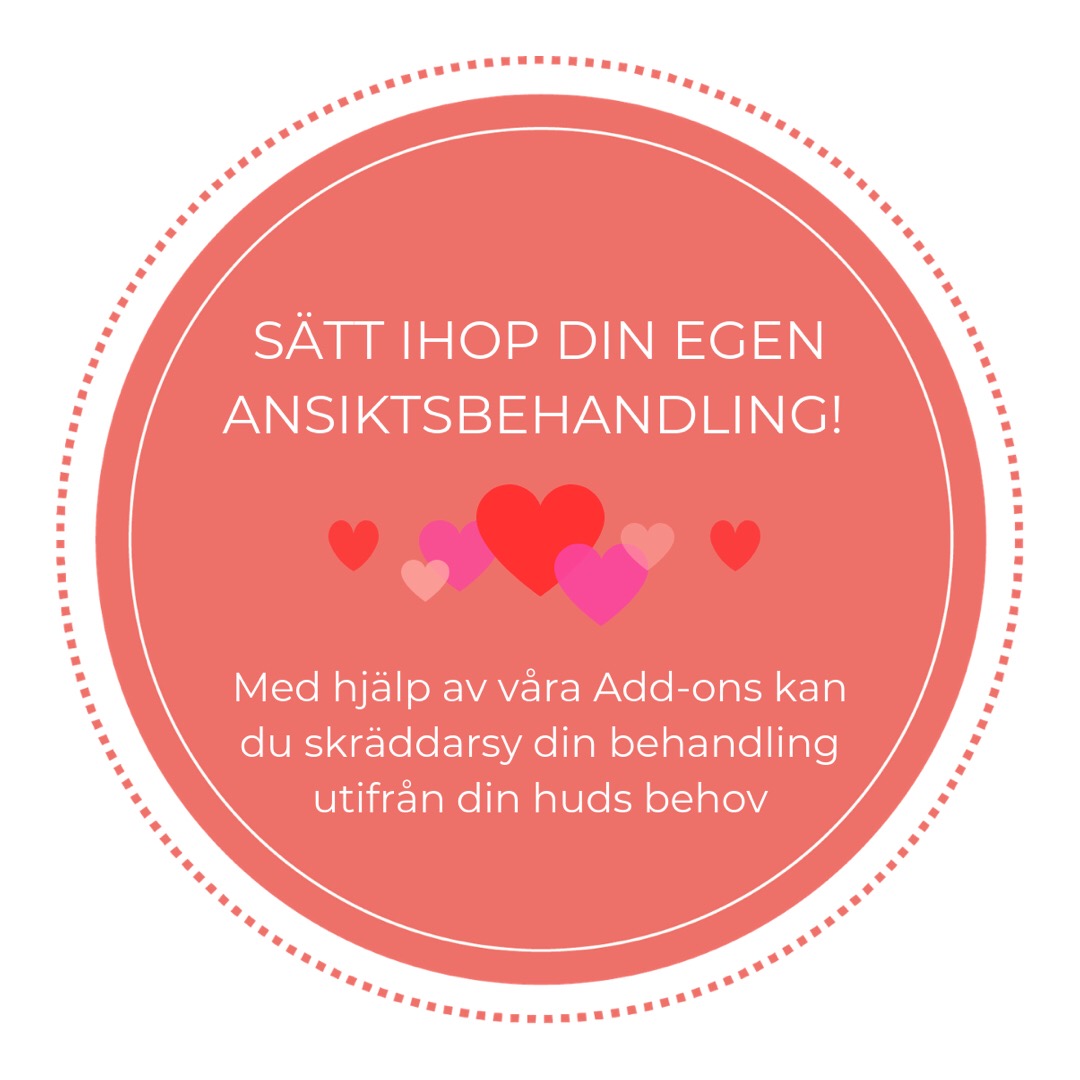 SÄTT IHOP DIN EGEN
ANSIKTSBEHANDLING!
Med hjälp av våra Add-ons kan
du skräddarsy din behandling
utifrån din huds behov